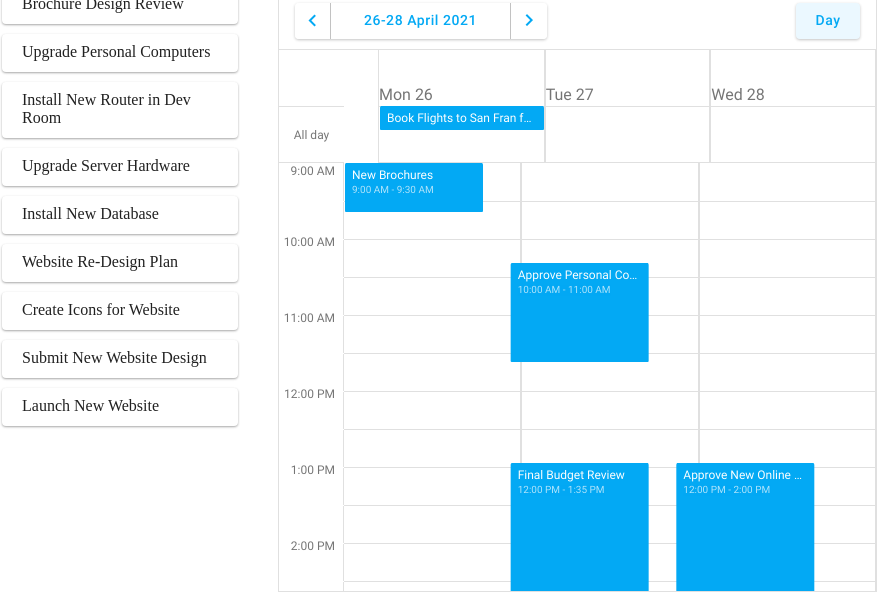 Brochure Design Review
Upgrade Personal Computers
Install New Router in Dev
Room
Upgrade Server Hardware
Install New Database
Website Re-Design Plan
Create Icons for Website
Submit New Website Design
Launch New Website
26-28 April 2021
Day
Mon 26
Tue 27
Wed 28
All day
Book Flights to San Fran f...
9:00 AM
New Brochures
9:00 AM - 9:30 AM
10:00 AM
Approve Personal Co...
10:00 AM - 11:00 AM
11:00 AM
12:00 PM
1:00 PM
Final Budget Review
12:00 PM - 1:35 PM
Approve New Online ...
12:00 PM - 2:00 PM
2:00 PM